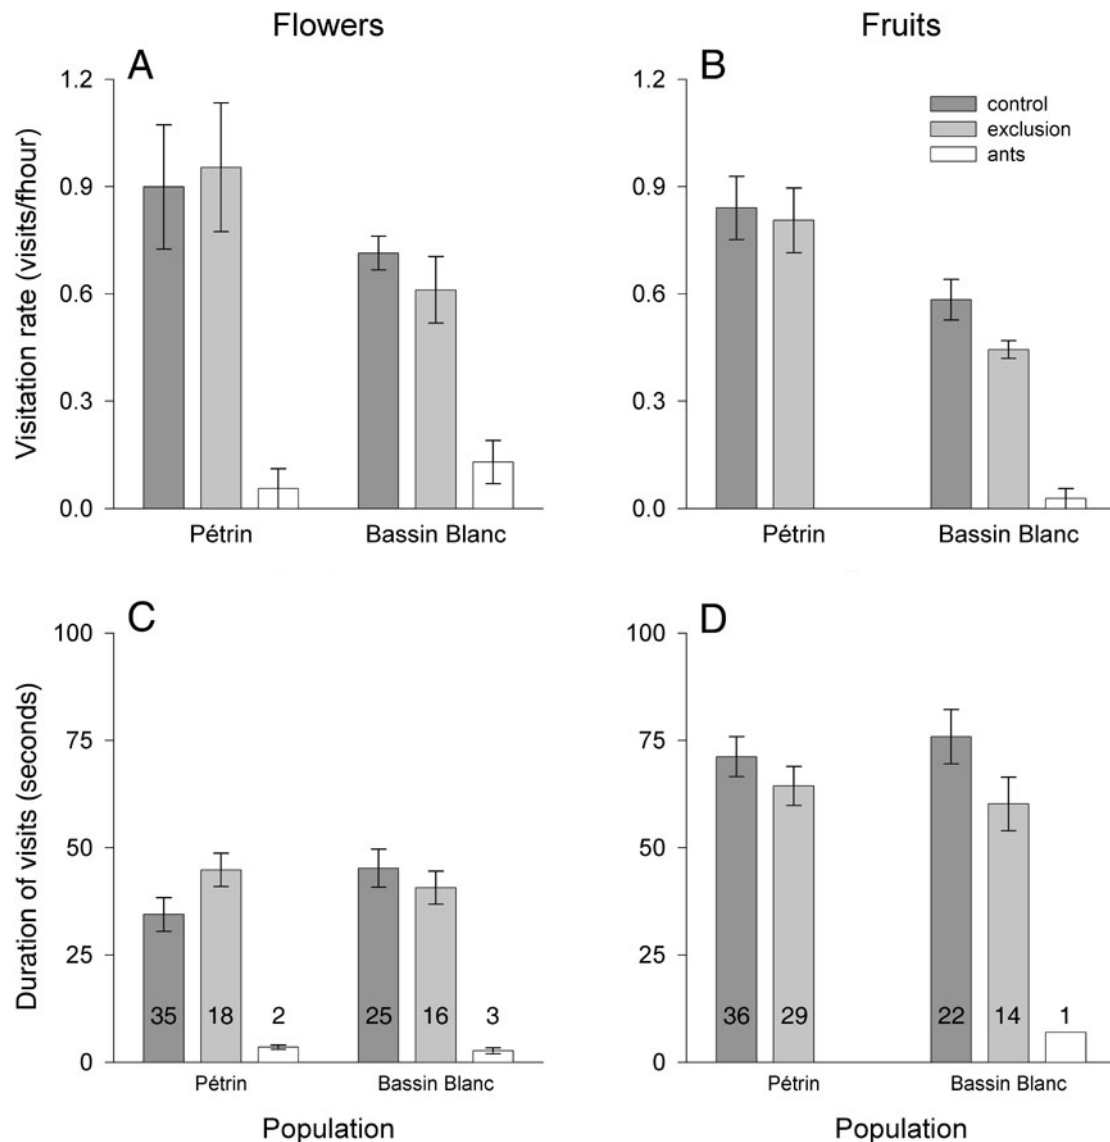 Flowers
Fruits
A
B
1.2
0.9
0.6
0.3
0.0
Visitation rate (visits/fhour)
Pétrin
Bassin Blanc
1.2
0.9
0.6
0.3
0.0
control
exclusion
ants
Pétrin
Bassin Blanc
C
D
100
75
50
25
0
Duration of visits (seconds)
35
18
2
25
16
3
Pétrin
Bassin Blanc
Population
100
75
50
25
0
36
29
22
14
1
Pétrin
Bassin Blanc
Population